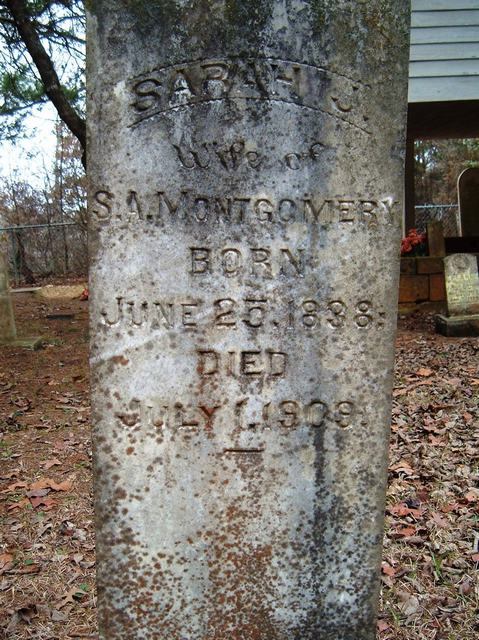 SARAH J.
Wife of
S.A. MONTGOMERY
BORN
JUNE 25, 1838;
DIED
JULY 1, 1909.